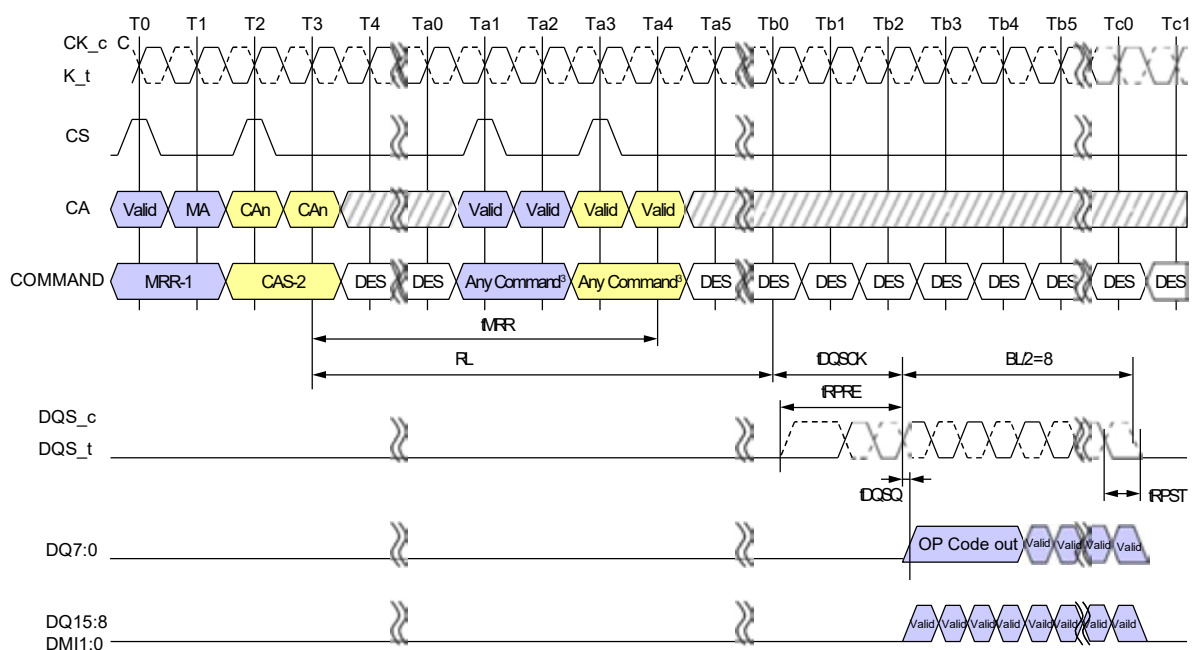 T0 T1 T2 T3 T4 Ta0 Ta1 Ta2 Ta3 Ta4 Ta5 Tb0 Tb1 Tb2 Tb3 Tb4 Tb5 Tc0 Tc1
CK_c C
K_t
CS
CA Valid MA CAn CAn Valid Valid Valid Valid
COMMAND MRR-1 CAS-2 DES DES Any Command³ Any Command³ DES DES DES DES DES DES DES DES DES
tMRR
RL tDQSCK BL/2=8
tRPRE
DQS_c
DQS_t
tDQSQ tRPST
DQ7:0 OP Code out Valid Valid Valid Valid
DQ15:8 Valid Valid Valid Valid Vaild Vaild Valid Vaild
DMI1:0